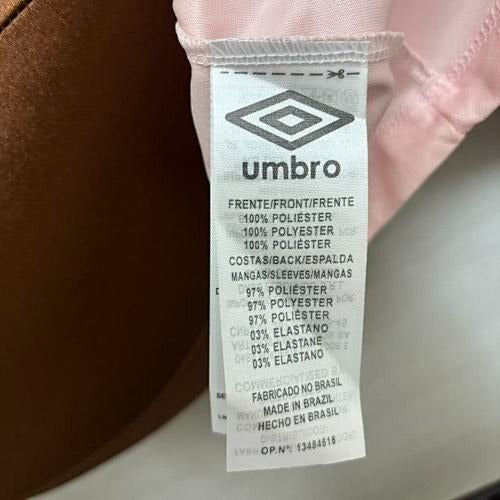 umbro
FRENTE/FRONT/FRENTE
100% POLIÉSTER
100% POLYESTER
100% POLIÉSTER
COSTAS/BACK/ESPALDA
MANGAS/SLEEVES/MANGAS
97% POLIÉSTER
97% POLYESTER
97% POLIÉSTER
03% ELASTANO
03% ELASTANE
03% ELASTANO
FABRICADO NO BRASIL
MADE IN BRAZIL
HECHO EN BRASIL
OP.Nº: 13484616